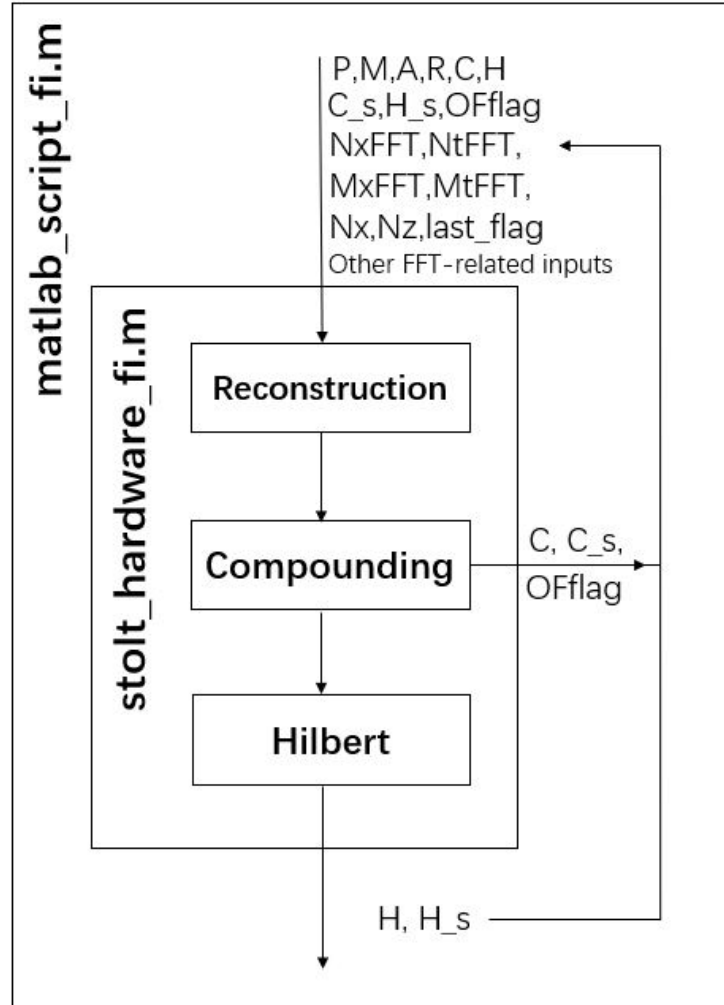 matlab_script_fi.m
P,M,A,R,C,H
C_s,H_s,OFflag
NxFFT,NtFFT,
MxFFT,MtFFT,
Nx,Nz,last_flag
Other FFT-related inputs
stolt_hardware_fi.m
Reconstruction
Compounding
C, C_s,
OFflag
Hilbert
H, H_s